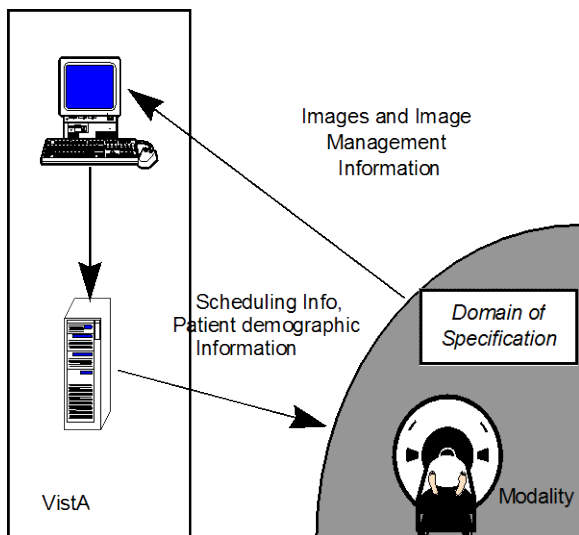 Images and Image
Management
Information
Scheduling Info,
Patient demographic
Information
Domain of
Specification
VistA
Modality